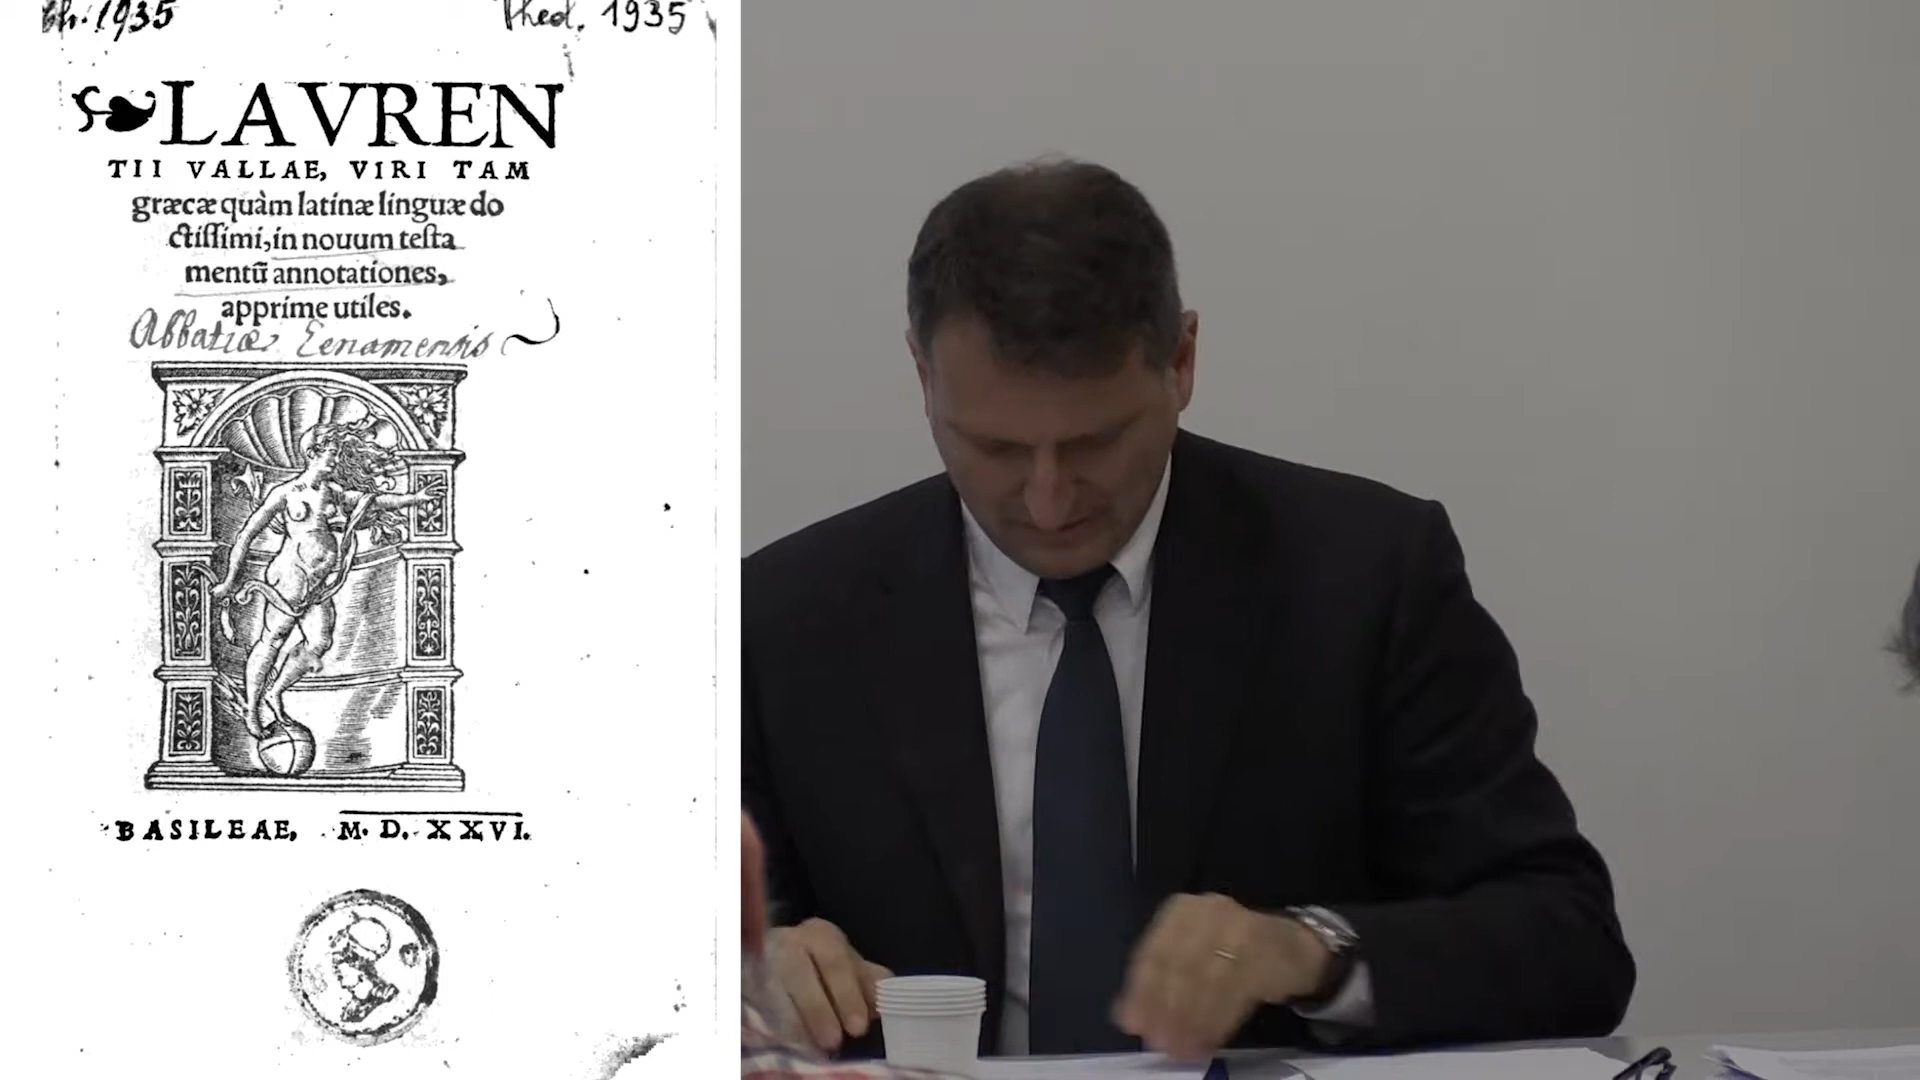 Theol. 1935
LAVREN
TII VALLAE, VIRI TAM
græcæ quàm latinæ linguæ do
ctissimi, in nouum testa
mentũ annotationes,
apprime utiles.
Abbatiæ Eenamensis
BASILEAE, M. D. XXVI.